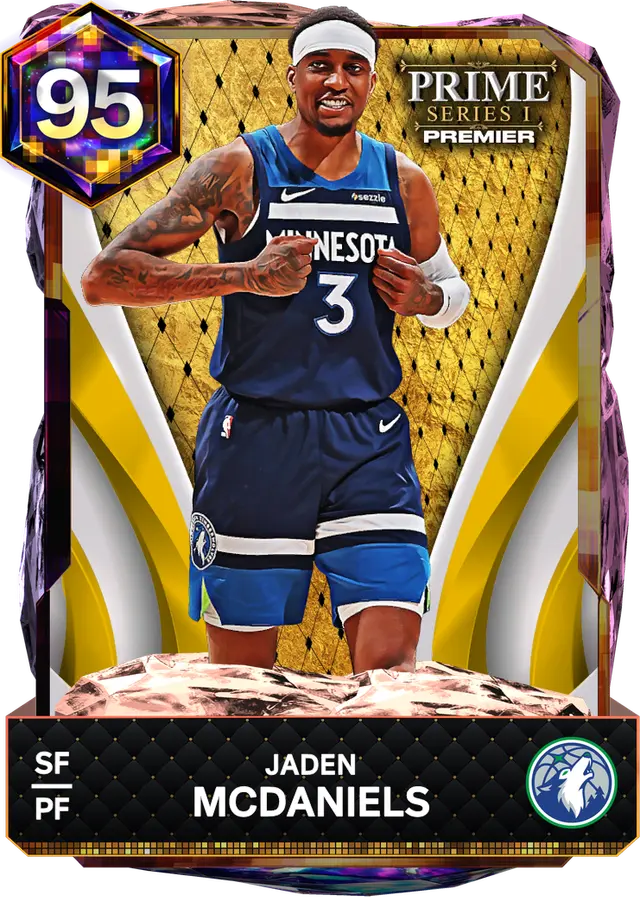 95
PRIME
SERIES I
PREMIER
sezzle
MINNESOTA
3
SF
PF
JADEN
MCDANIELS